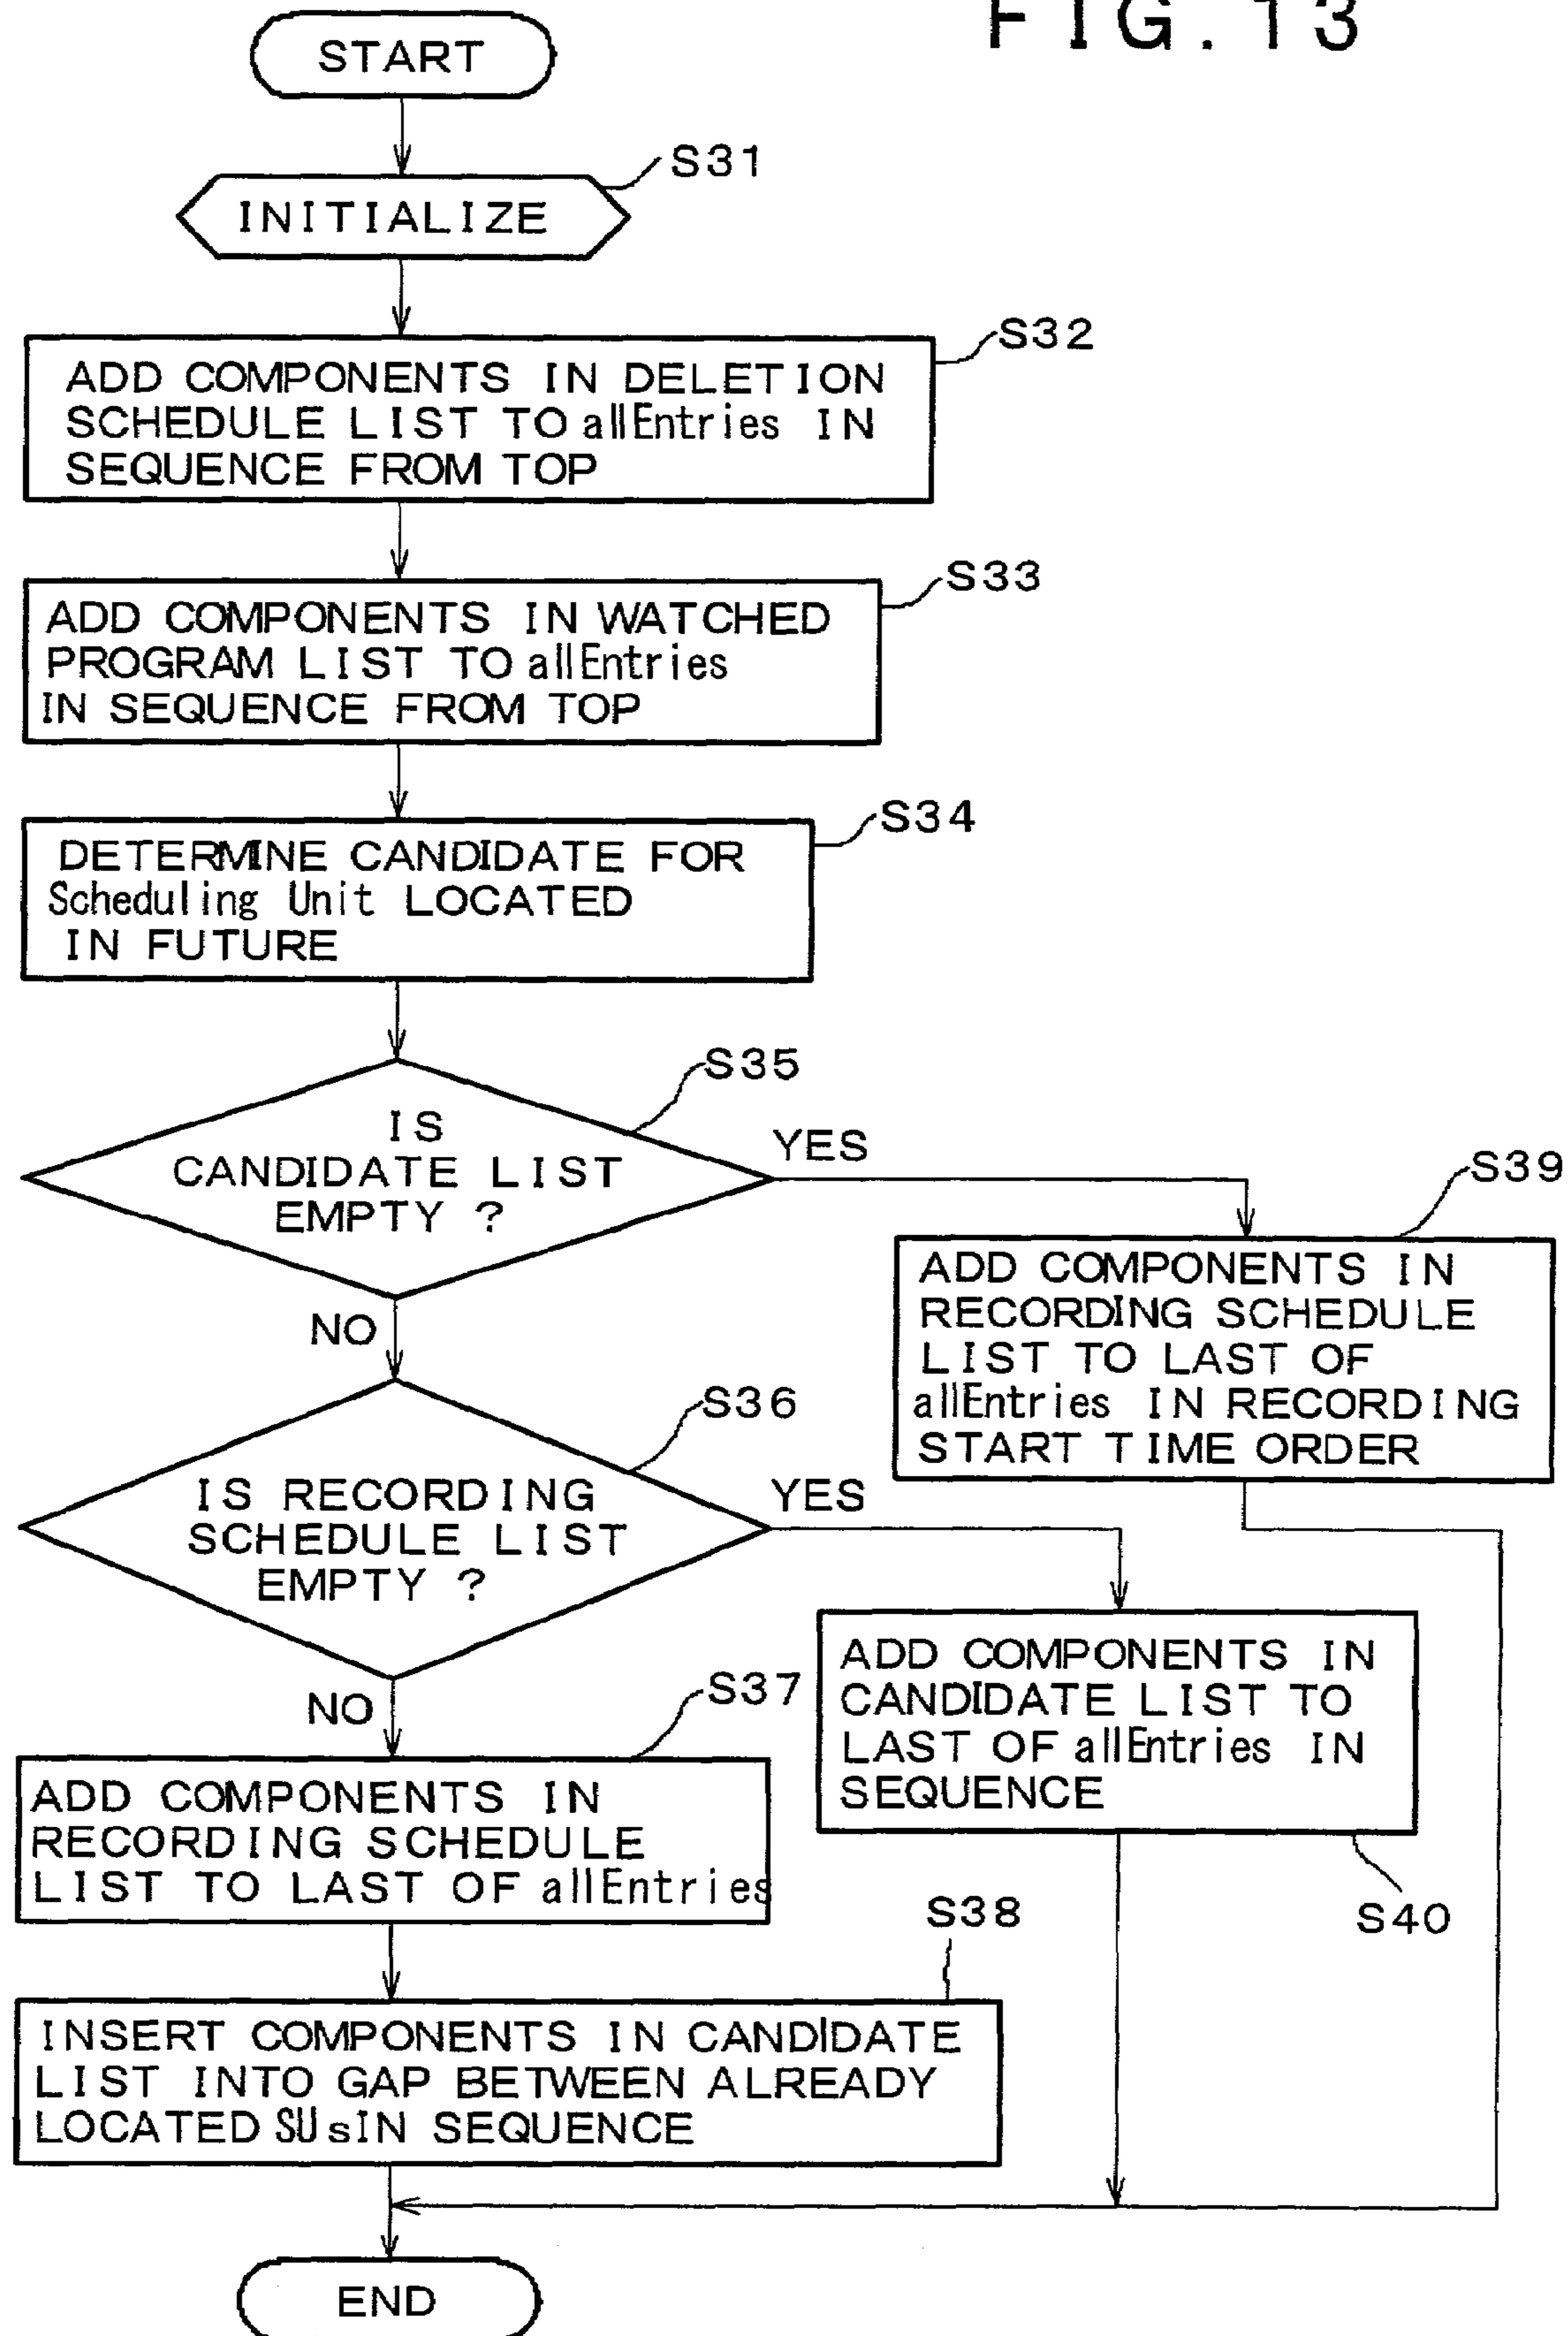 FIG. 13
START
S31
INITIALIZE
S32
ADD COMPONENTS IN DELETION
SCHEDULE LIST TO allEntries IN
SEQUENCE FROM TOP
S33
ADD COMPONENTS IN WATCHED
PROGRAM LIST TO allEntries
IN SEQUENCE FROM TOP
S34
DETERMINE CANDIDATE FOR
Scheduling Unit LOCATED
IN FUTURE
S35
IS
CANDIDATE LIST
EMPTY ?
YES
NO
S39
ADD COMPONENTS IN
RECORDING SCHEDULE
LIST TO LAST OF
allEntries IN RECORDING
START TIME ORDER
S36
IS RECORDING
SCHEDULE LIST
EMPTY ?
YES
NO
ADD COMPONENTS IN
CANDIDATE LIST TO
LAST OF allEntries IN
SEQUENCE
S40
S37
ADD COMPONENTS IN
RECORDING SCHEDULE
LIST TO LAST OF allEntries
S38
INSERT COMPONENTS IN CANDIDATE
LIST INTO GAP BETWEEN ALREADY
LOCATED SUsIN SEQUENCE
END